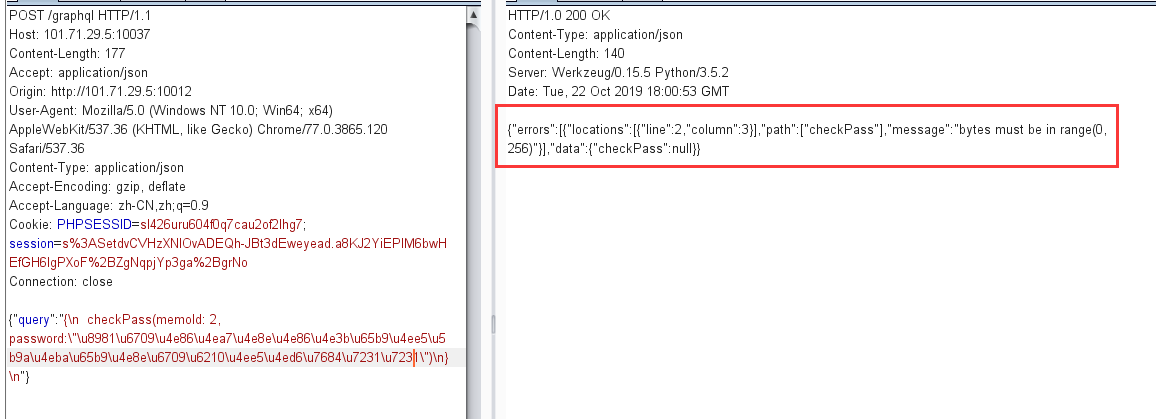 POST /graphql HTTP/1.1
Host: 101.71.29.5:10037
Content-Length: 177
Accept: application/json
Origin: http://101.71.29.5:10012
User-Agent: Mozilla/5.0 (Windows NT 10.0; Win64; x64)
AppleWebKit/537.36 (KHTML, like Gecko) Chrome/77.0.3865.120
Safari/537.36
Content-Type: application/json
Accept-Encoding: gzip, deflate
Accept-Language: zh-CN,zh;q=0.9
Cookie: PHPSESSID=sl426uru604f0q7cau2of2lhg7;
session=s%3ASetdvCVHzXNIOvADEQh-JBt3dEweyead.a8KJ2YiEPIM6bwH
EfGH6IgPXoF%2BZgNqpjYp3ga%2BgrNo
Connection: close
{"query":"{\n  checkPass(memoId: 2,
password:\"\u8981\u6709\u4e86\u4ea7\u4e8e\u4e86\u4e3b\u65b9\u4ee5\u5
b9a\u4eba\u65b9\u4e8e\u6709\u6210\u4ee5\u4ed6\u7684\u7231\u7231\")\n}
\n"}
HTTP/1.0 200 OK
Content-Type: application/json
Content-Length: 140
Server: Werkzeug/0.15.5 Python/3.5.2
Date: Tue, 22 Oct 2019 18:00:53 GMT
{"errors":[{"locations":[{"line":2,"column":3}],"path":["checkPass"],"message":"bytes must be in range(0,
256)"}],"data":{"checkPass":null}}